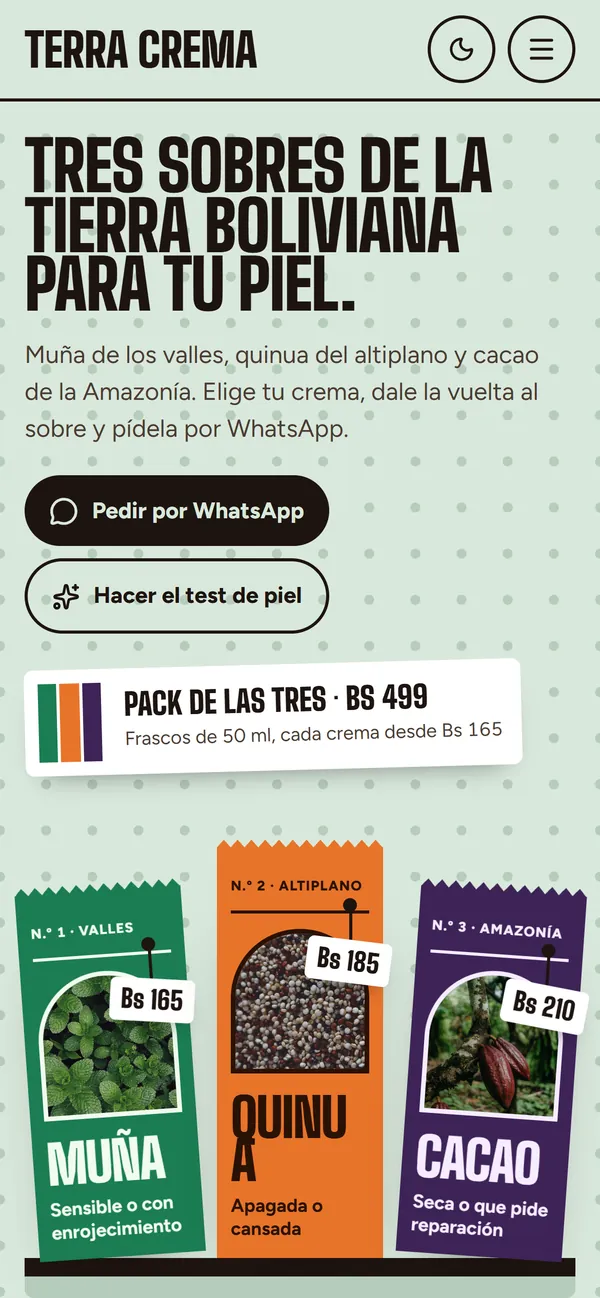 TERRA CREMA
TRES SOBRES DE LA
TIERRA BOLIVIANA
PARA TU PIEL.
Muña de los valles, quinua del altiplano y cacao
de la Amazonía. Elige tu crema, dale la vuelta al
sobre y pídela por WhatsApp.
Pedir por WhatsApp
Hacer el test de piel
PACK DE LAS TRES · BS 499
Frascos de 50 ml, cada crema desde Bs 165
N.º 1 · VALLES
Bs 165
MUÑA
Sensible o con
enrojecimiento
N.º 2 · ALTIPLANO
Bs 185
QUINU
A
Apagada o
cansada
N.º 3 · AMAZONÍA
Bs 210
CACAO
Seca o que pide
reparación